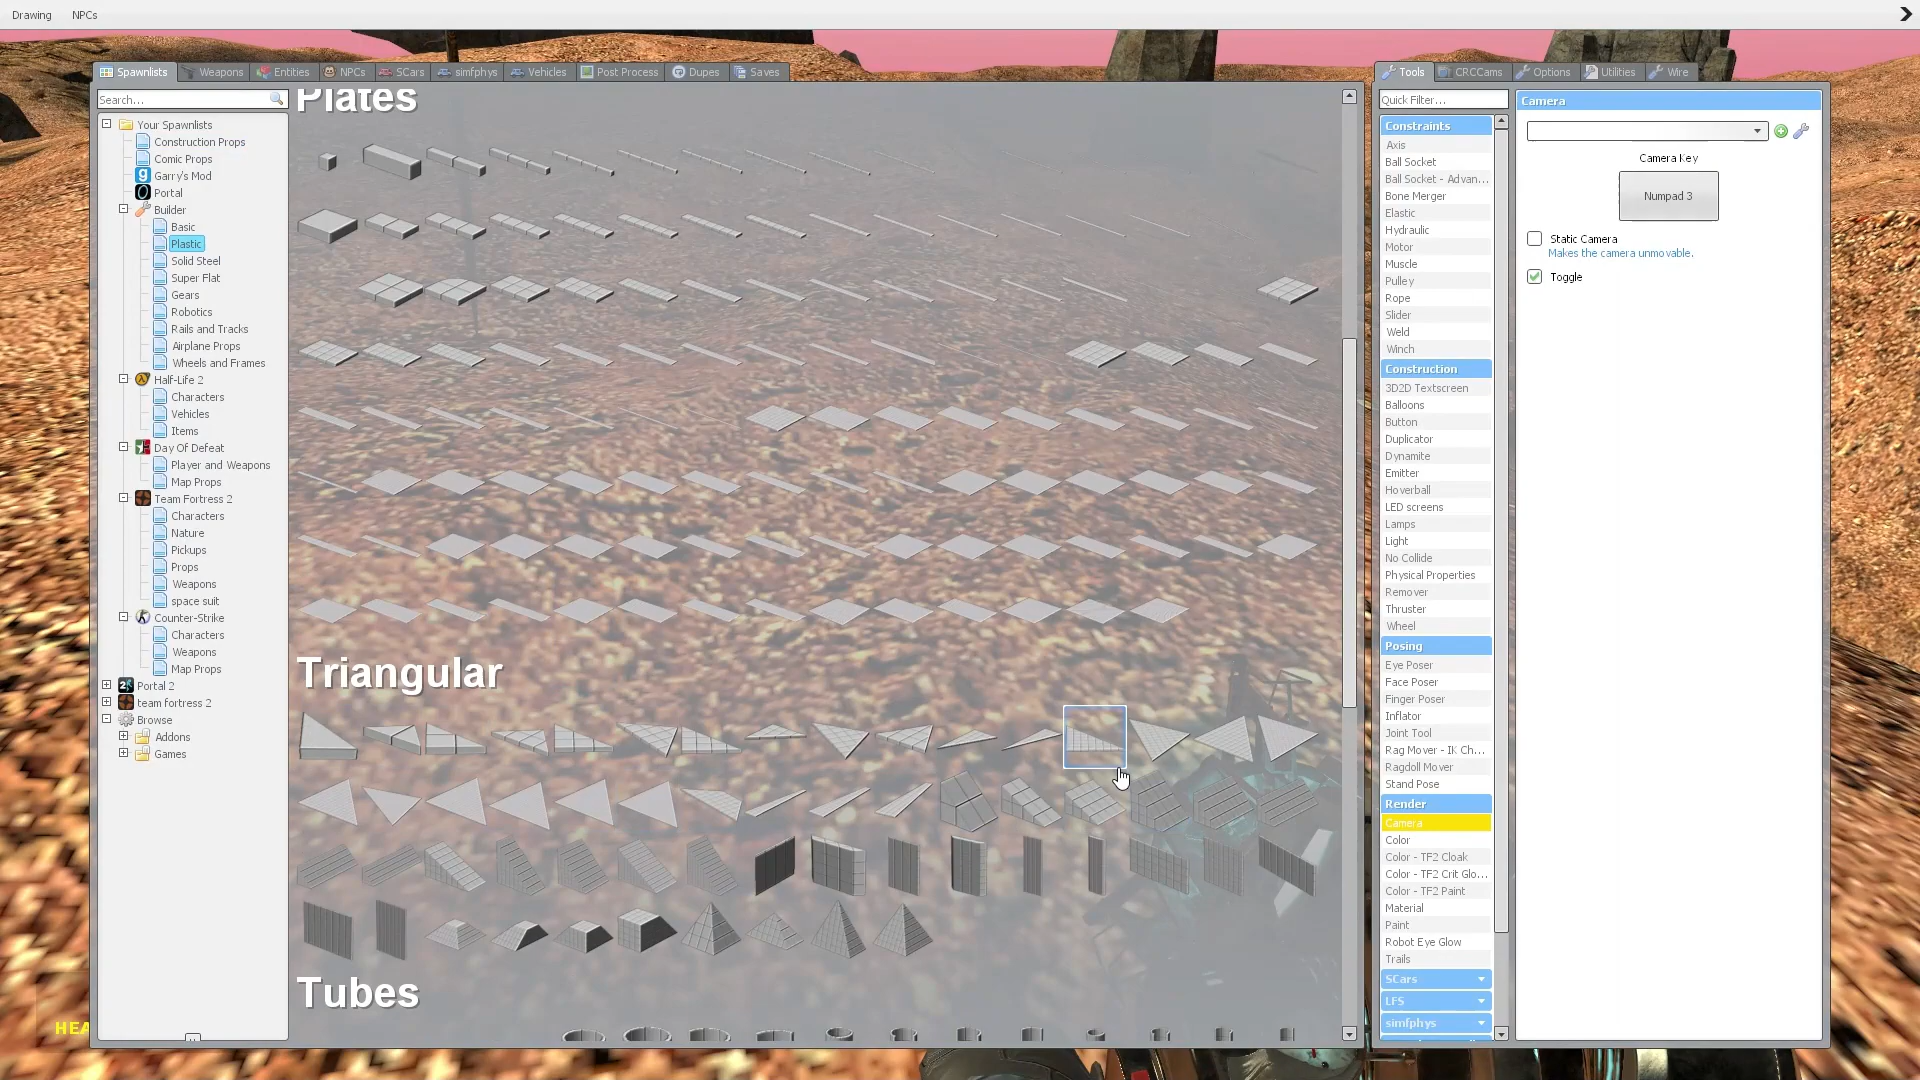 Drawing NPCs
Spawnlists Weapons Entities NPCs SCars simfphys Vehicles Post Process Dupes Saves
Search...
Your Spawnlists
Construction Props
Comic Props
Garry's Mod
Portal
Builder
Basic
Plastic
Solid Steel
Super Flat
Gears
Robotics
Rails and Tracks
Airplane Props
Wheels and Frames
Half-Life 2
Characters
Vehicles
Items
Day Of Defeat
Player and Weapons
Map Props
Team Fortress 2
Characters
Nature
Pickups
Props
Weapons
space suit
Counter-Strike
Characters
Weapons
Map Props
Portal 2
team fortress 2
Browse
Addons
Games
HEA
Plates
Triangular
Tubes
Tools CRCCams Options Utilities Wire
Quick Filter...
Constraints
Axis
Ball Socket
Ball Socket - Advan...
Bone Merger
Elastic
Hydraulic
Motor
Muscle
Pulley
Rope
Slider
Weld
Winch
Construction
3D2D Textscreen
Balloons
Button
Duplicator
Dynamite
Emitter
Hoverball
LED screens
Lamps
Light
No Collide
Physical Properties
Remover
Thruster
Wheel
Posing
Eye Poser
Face Poser
Finger Poser
Inflator
Joint Tool
Rag Mover - IK Ch...
Ragdoll Mover
Stand Pose
Render
Camera
Color
Color - TF2 Cloak
Color - TF2 Crit Glo...
Color - TF2 Paint
Material
Paint
Robot Eye Glow
Trails
SCars
LFS
simfphys
Camera
Camera Key
Numpad 3
Static Camera
Makes the camera unmovable.
Toggle